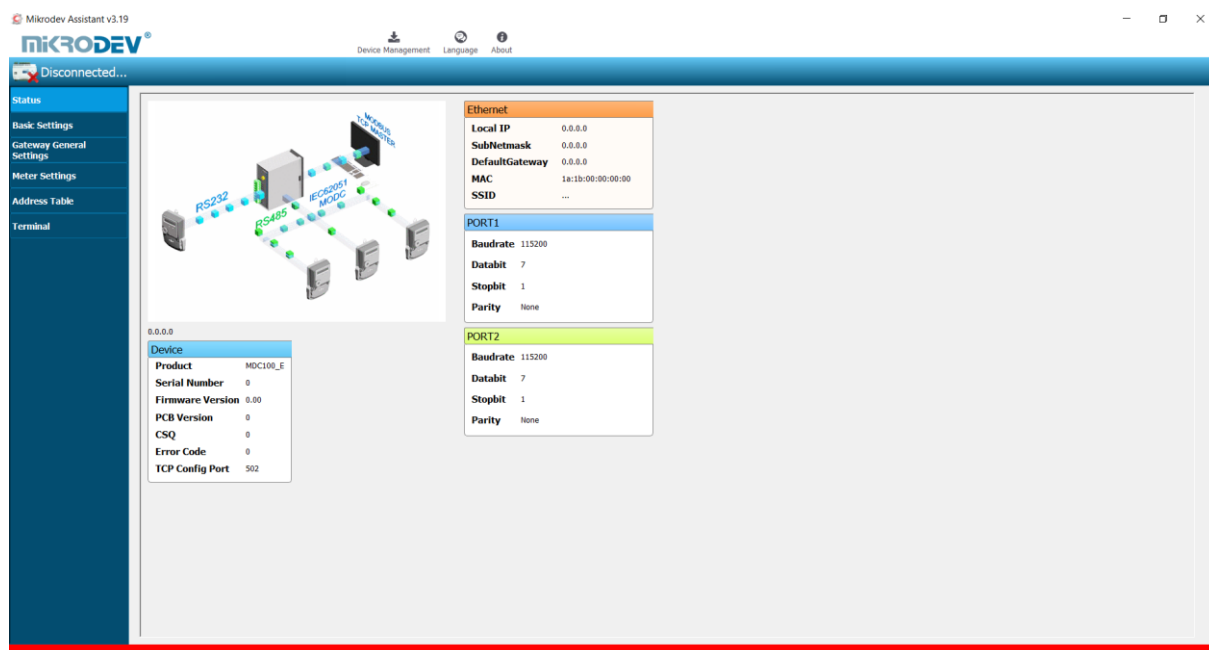 Mikrodev Assistant v3.19
MiKRODEV®
Device Management Language About
Disconnected...
Status
Basic Settings
Gateway General
Settings
Meter Settings
Address Table
Terminal
MODBUS
TCP MASTER
RS232
RS485
IEC62051
MODC
0.0.0.0
Device
Product MDC100_E
Serial Number 0
Firmware Version 0.00
PCB Version 0
CSQ 0
Error Code 0
TCP Config Port 502
Ethernet
Local IP 0.0.0.0
SubNetmask 0.0.0.0
DefaultGateway 0.0.0.0
MAC 1a:1b:00:00:00:00
SSID ...
PORT1
Baudrate 115200
Databit 7
Stopbit 1
Parity None
PORT2
Baudrate 115200
Databit 7
Stopbit 1
Parity None